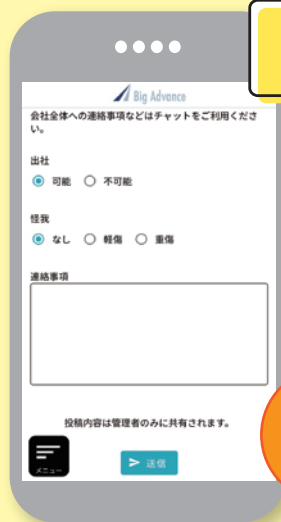 Big Advance
会社全体への連絡事項などはチャットをご利用くださ
い。
出社
可能 不可能
怪我
なし 軽傷 重傷
連絡事項
投稿内容は管理者のみに共有されます。
メニュー
送信